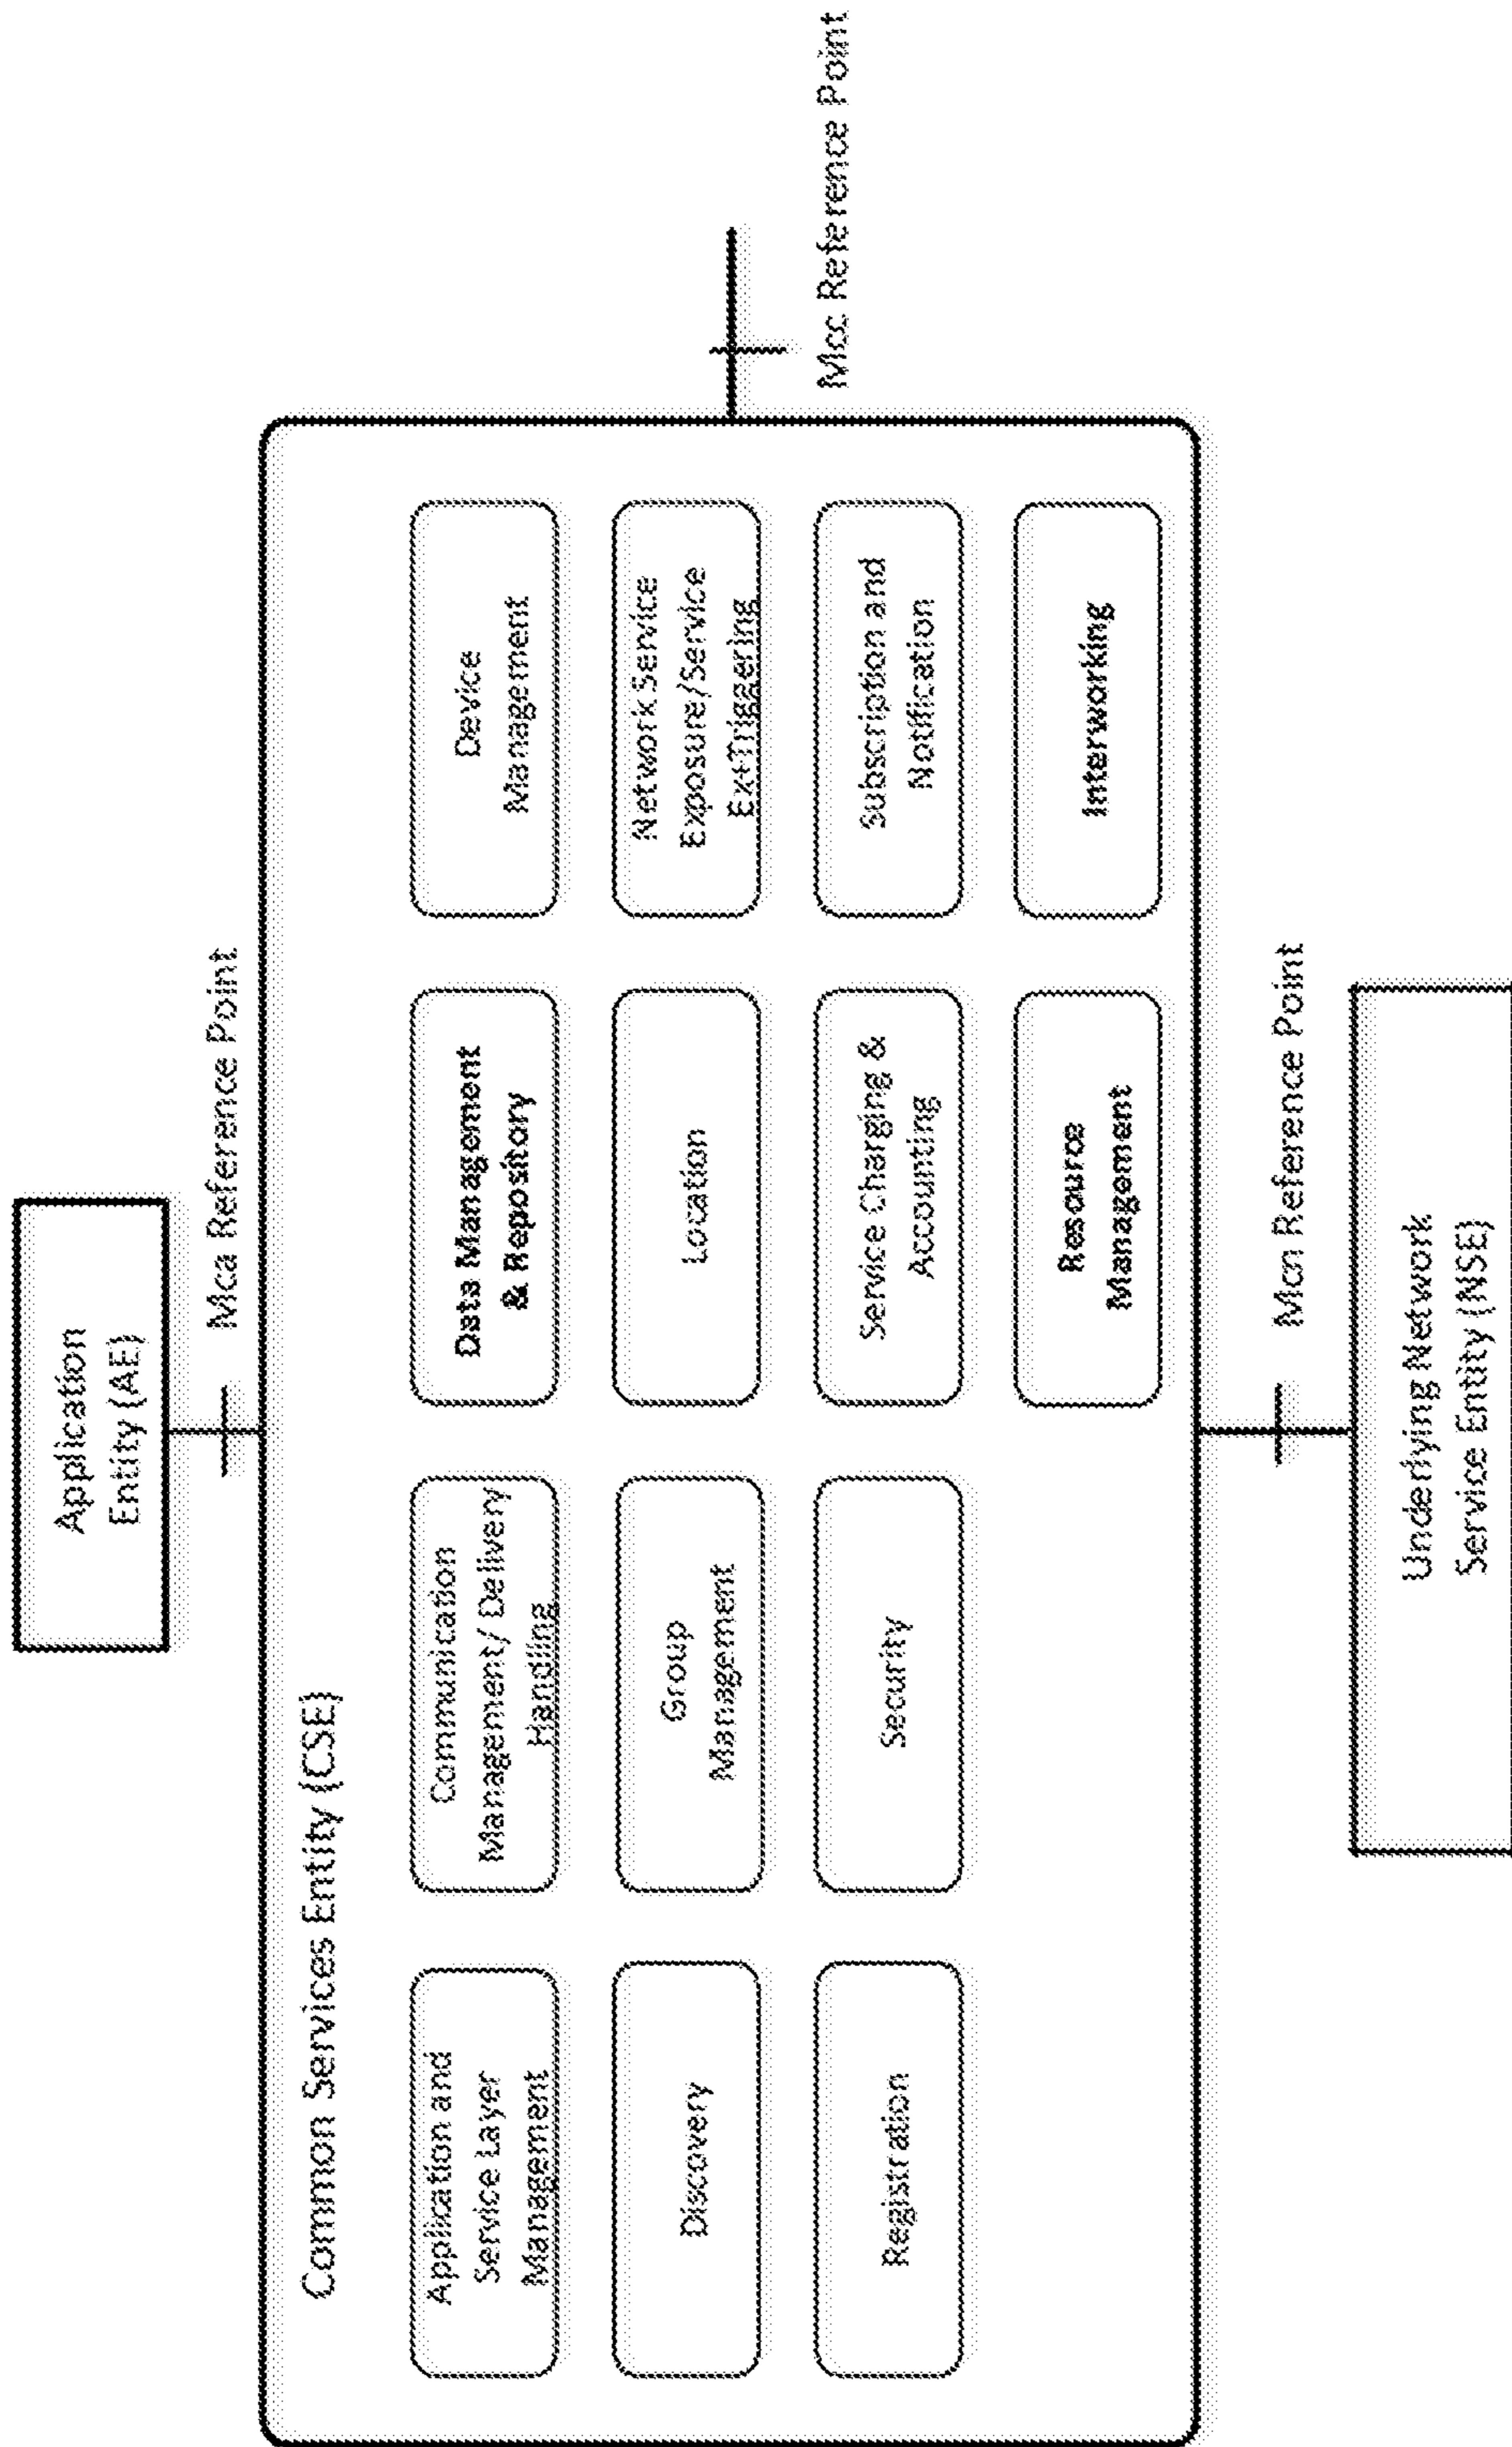 Application
Entity (AE)
Mca Reference Point
Common Services Entity (CSE)
Application and
Service Layer
Management
Communication
Management/ Delivery
Handling
Data Management
& Repository
Device
Management
Discovery
Group
Management
Location
Network Service
Exposure/Service
Ex+Triggering
Registration
Security
Service Charging &
Accounting
Subscription and
Notification
Resource
Management
Interworking
Mcc Reference Point
Mcn Reference Point
Underlying Network
Service Entity (NSE)